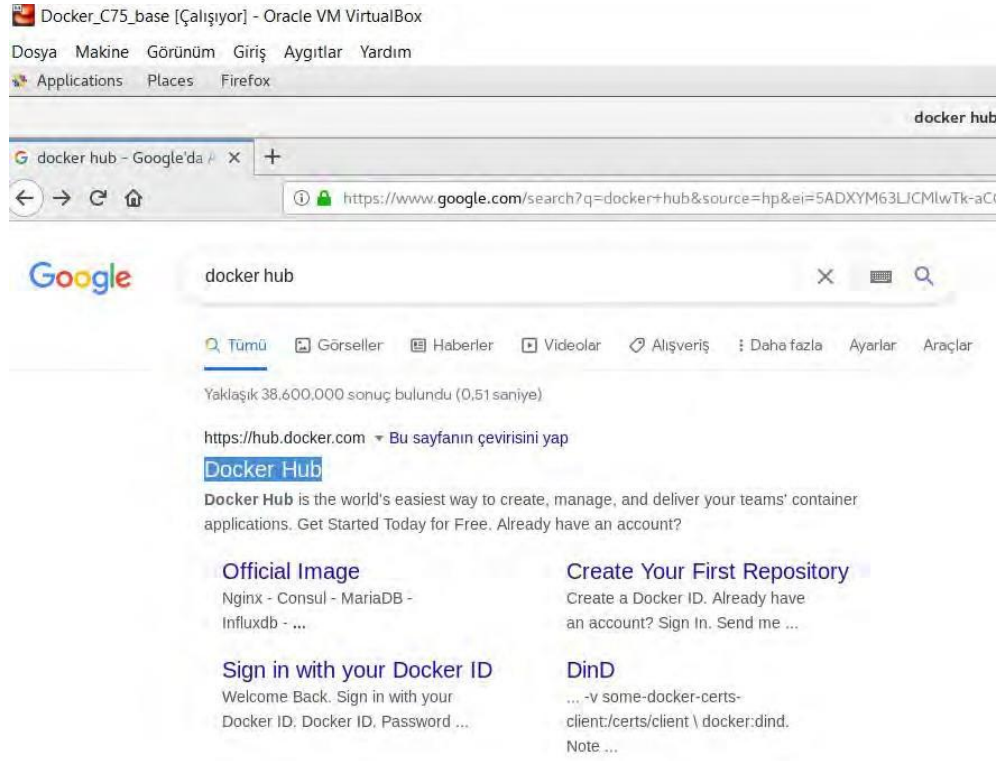 Docker_C75_base [Çalışıyor] - Oracle VM VirtualBox
Dosya Makine Görünüm Giriş Aygıtlar Yardım
Applications Places Firefox
docker hub
docker hub - Google'da
https://www.google.com/search?q=docker+hub&source=hp&ei=5ADXYM63LJCMlwTk-aC
Google docker hub
Tümü Görseller Haberler Videolar Alışveriş Daha fazla Ayarlar Araçlar
Yaklaşık 38.600.000 sonuç bulundu (0,51 saniye)
https://hub.docker.com Bu sayfanın çevirisini yap
Docker Hub
Docker Hub is the world's easiest way to create, manage, and deliver your teams' container
applications. Get Started Today for Free. Already have an account?
Official Image
Nginx - Consul - MariaDB -
Influxdb - ...
Create Your First Repository
Create a Docker ID. Already have
an account? Sign In. Send me ...
Sign in with your Docker ID
Welcome Back. Sign in with your
Docker ID. Docker ID. Password ...
DinD
... -v some-docker-certs-
client:/certs/client \ docker:dind.
Note ...